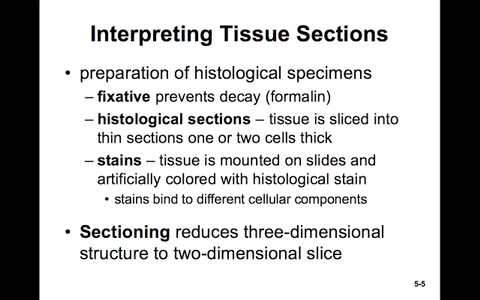 Interpreting Tissue Sections
• preparation of histological specimens
– fixative prevents decay (formalin)
– histological sections – tissue is sliced into
thin sections one or two cells thick
– stains – tissue is mounted on slides and
artificially colored with histological stain
• stains bind to different cellular components
• Sectioning reduces three-dimensional
structure to two-dimensional slice
5-5